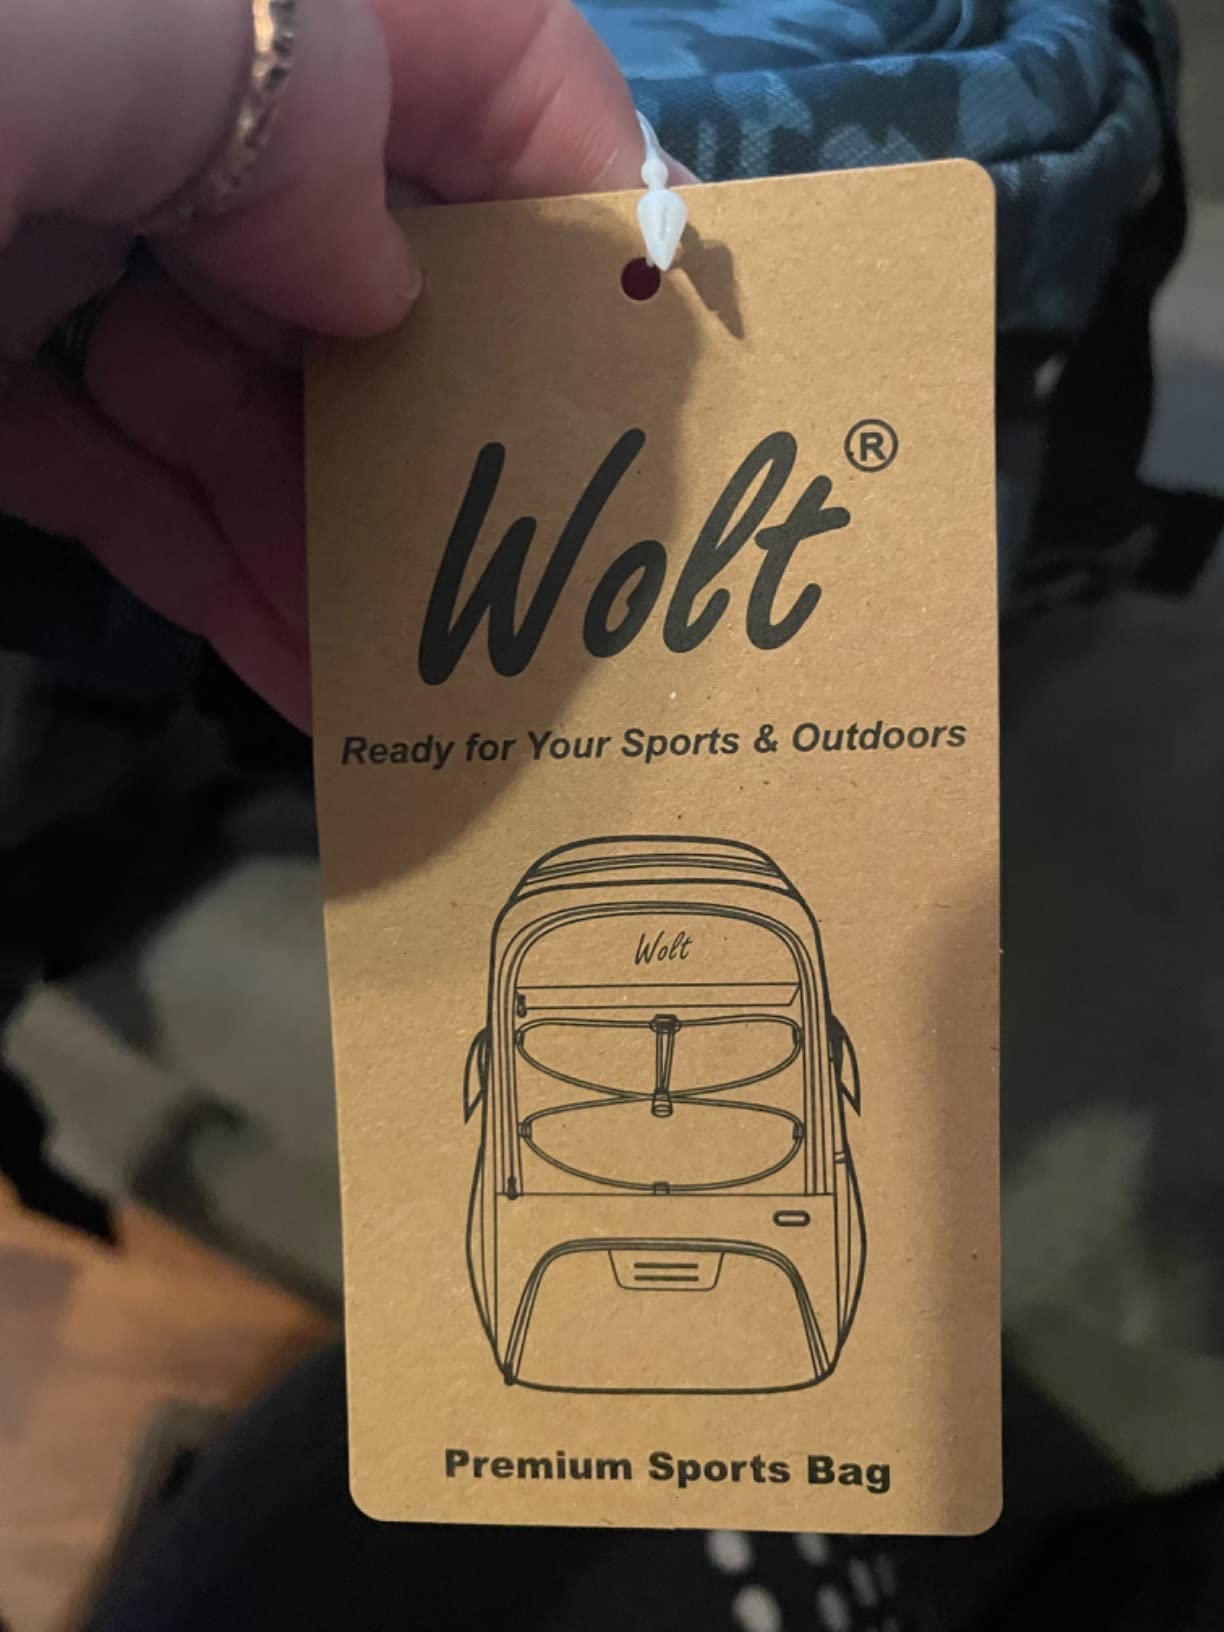 Wolt®
Ready for Your Sports & Outdoors
Wolt
Premium Sports Bag